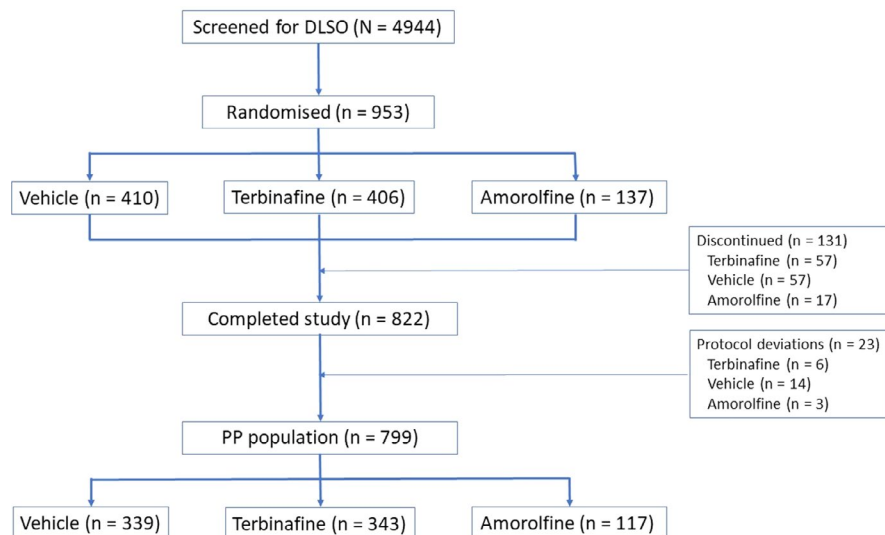 Screened for DLSO (N = 4944)
Randomised (n = 953)
Vehicle (n = 410)
Terbinafine (n = 406)
Amorolfine (n = 137)
Discontinued (n = 131)
Terbinafine (n = 57)
Vehicle (n = 57)
Amorolfine (n = 17)
Completed study (n = 822)
Protocol deviations (n = 23)
Terbinafine (n = 6)
Vehicle (n = 14)
Amorolfine (n = 3)
PP population (n = 799)
Vehicle (n = 339)
Terbinafine (n = 343)
Amorolfine (n = 117)